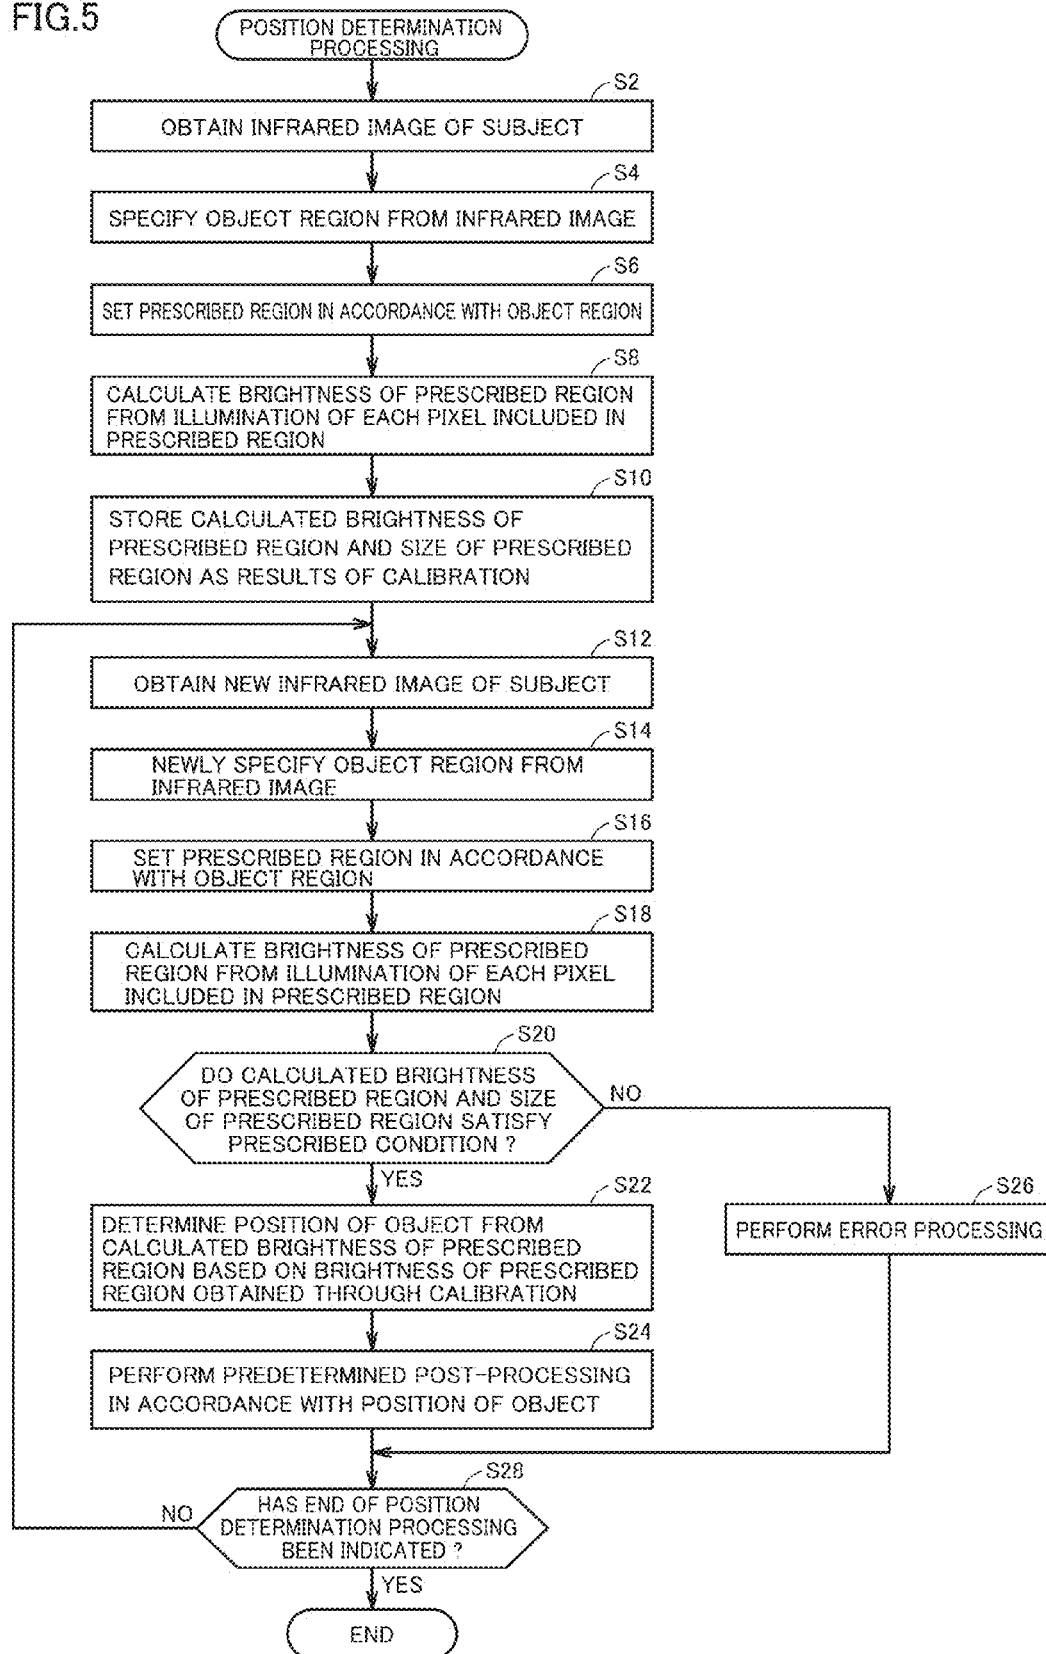 FIG.5
POSITION DETERMINATION
PROCESSING
S2
OBTAIN INFRARED IMAGE OF SUBJECT
S4
SPECIFY OBJECT REGION FROM INFRARED IMAGE
S6
SET PRESCRIBED REGION IN ACCORDANCE WITH OBJECT REGION
S8
CALCULATE BRIGHTNESS OF PRESCRIBED REGION
FROM ILLUMINATION OF EACH PIXEL INCLUDED IN
PRESCRIBED REGION
S10
STORE CALCULATED BRIGHTNESS OF
PRESCRIBED REGION AND SIZE OF PRESCRIBED
REGION AS RESULTS OF CALIBRATION
S12
OBTAIN NEW INFRARED IMAGE OF SUBJECT
S14
NEWLY SPECIFY OBJECT REGION FROM
INFRARED IMAGE
S16
SET PRESCRIBED REGION IN ACCORDANCE
WITH OBJECT REGION
S18
CALCULATE BRIGHTNESS OF PRESCRIBED
REGION FROM ILLUMINATION OF EACH PIXEL
INCLUDED IN PRESCRIBED REGION
S20
DO CALCULATED BRIGHTNESS
OF PRESCRIBED REGION AND SIZE
OF PRESCRIBED REGION SATISFY
PRESCRIBED CONDITION ?
NO
YES
S22
DETERMINE POSITION OF OBJECT FROM
CALCULATED BRIGHTNESS OF PRESCRIBED
REGION BASED ON BRIGHTNESS OF PRESCRIBED
REGION OBTAINED THROUGH CALIBRATION
S26
PERFORM ERROR PROCESSING
S24
PERFORM PREDETERMINED POST-PROCESSING
IN ACCORDANCE WITH POSITION OF OBJECT
S28
HAS END OF POSITION
DETERMINATION PROCESSING
BEEN INDICATED ?
NO
YES
END